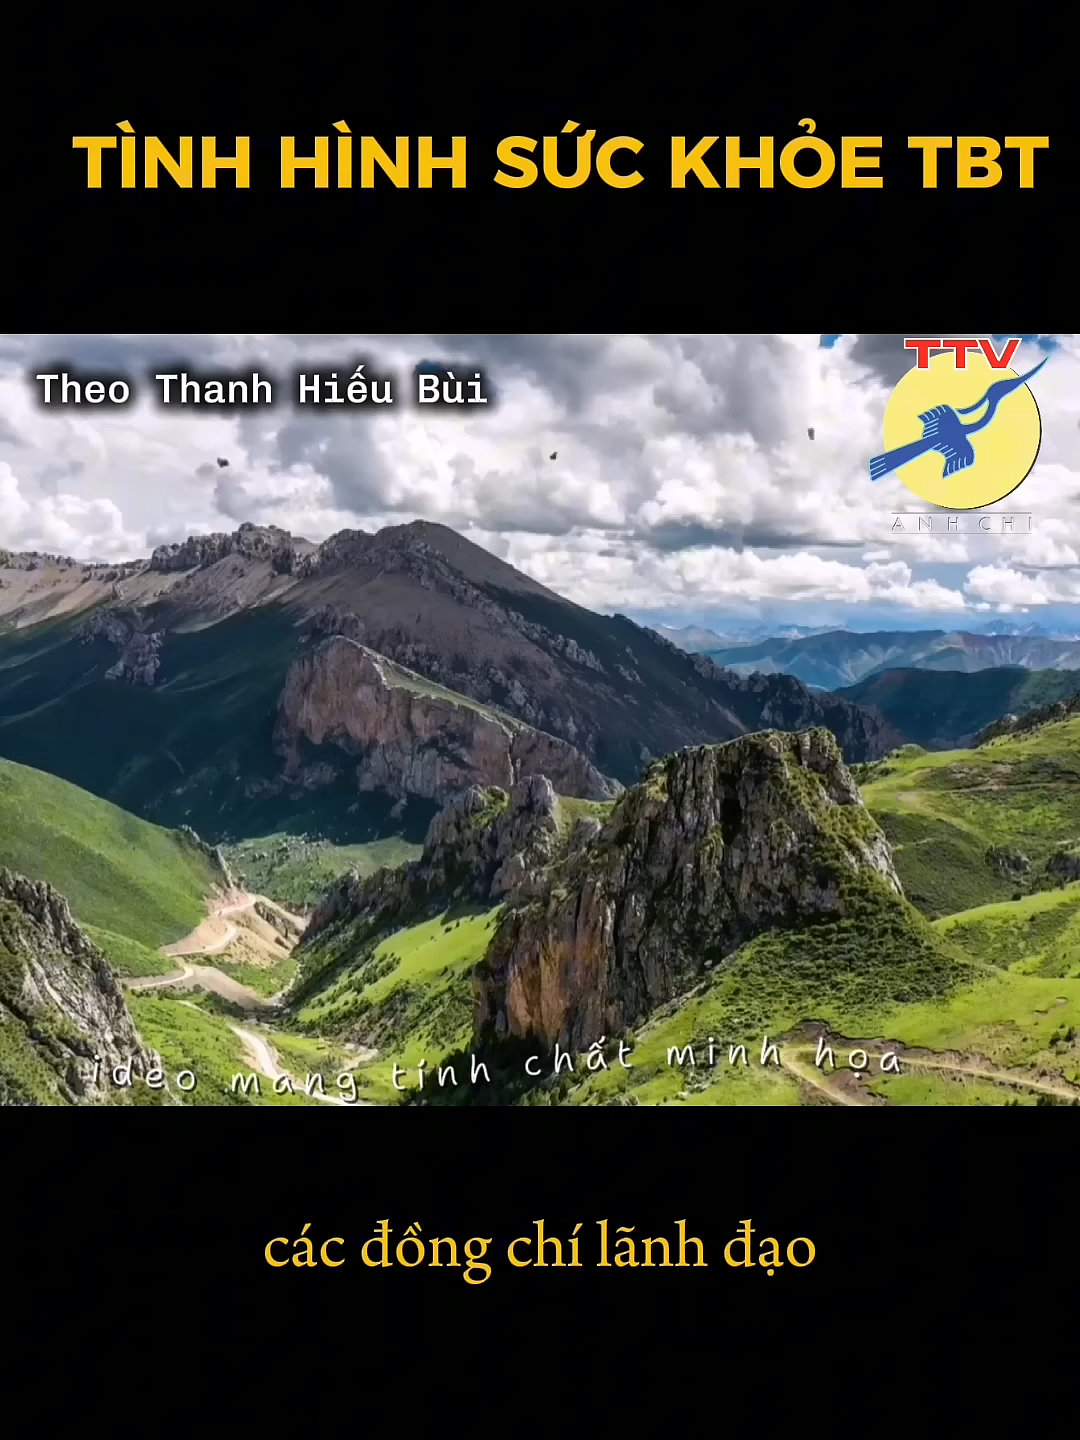 TÌNH HÌNH SỨC KHỎE TBT
Theo Thanh Hiếu Bùi
TTV
ANH CHI
ideo mang tính chất minh họa
các đồng chí lãnh đạo